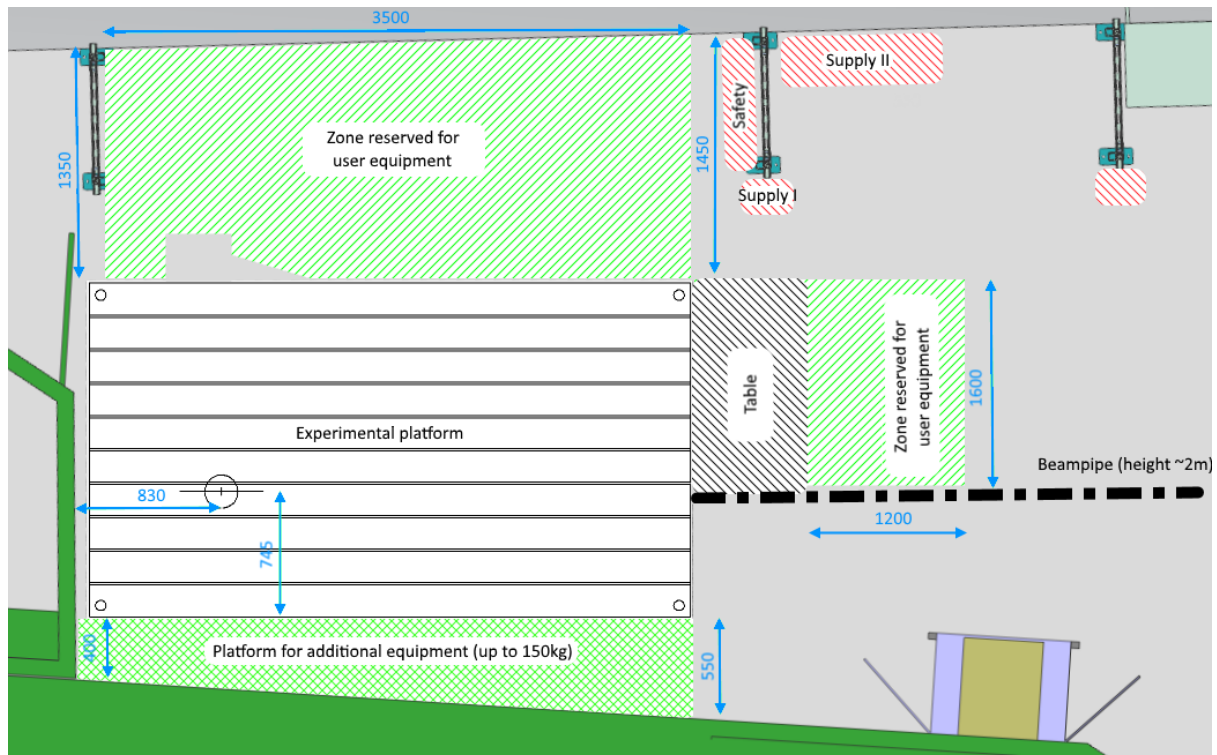 3500
Supply II
Safety
Zone reserved for
user equipment
1350
1450
Supply I
Zone reserved for
user equipment
Table
1600
Experimental platform
Beampipe (height ~2m)
830
1200
745
Platform for additional equipment (up to 150kg)
400
550